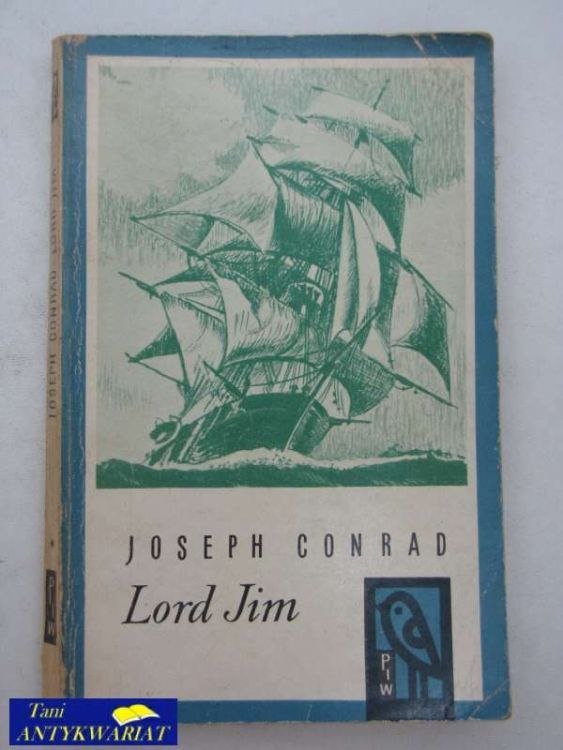 JOSEPH CONRAD
Lord Jim
PIW
JOSEPH CONRAD LORD JIM
PIW
Tani
ANTYKWARIAT